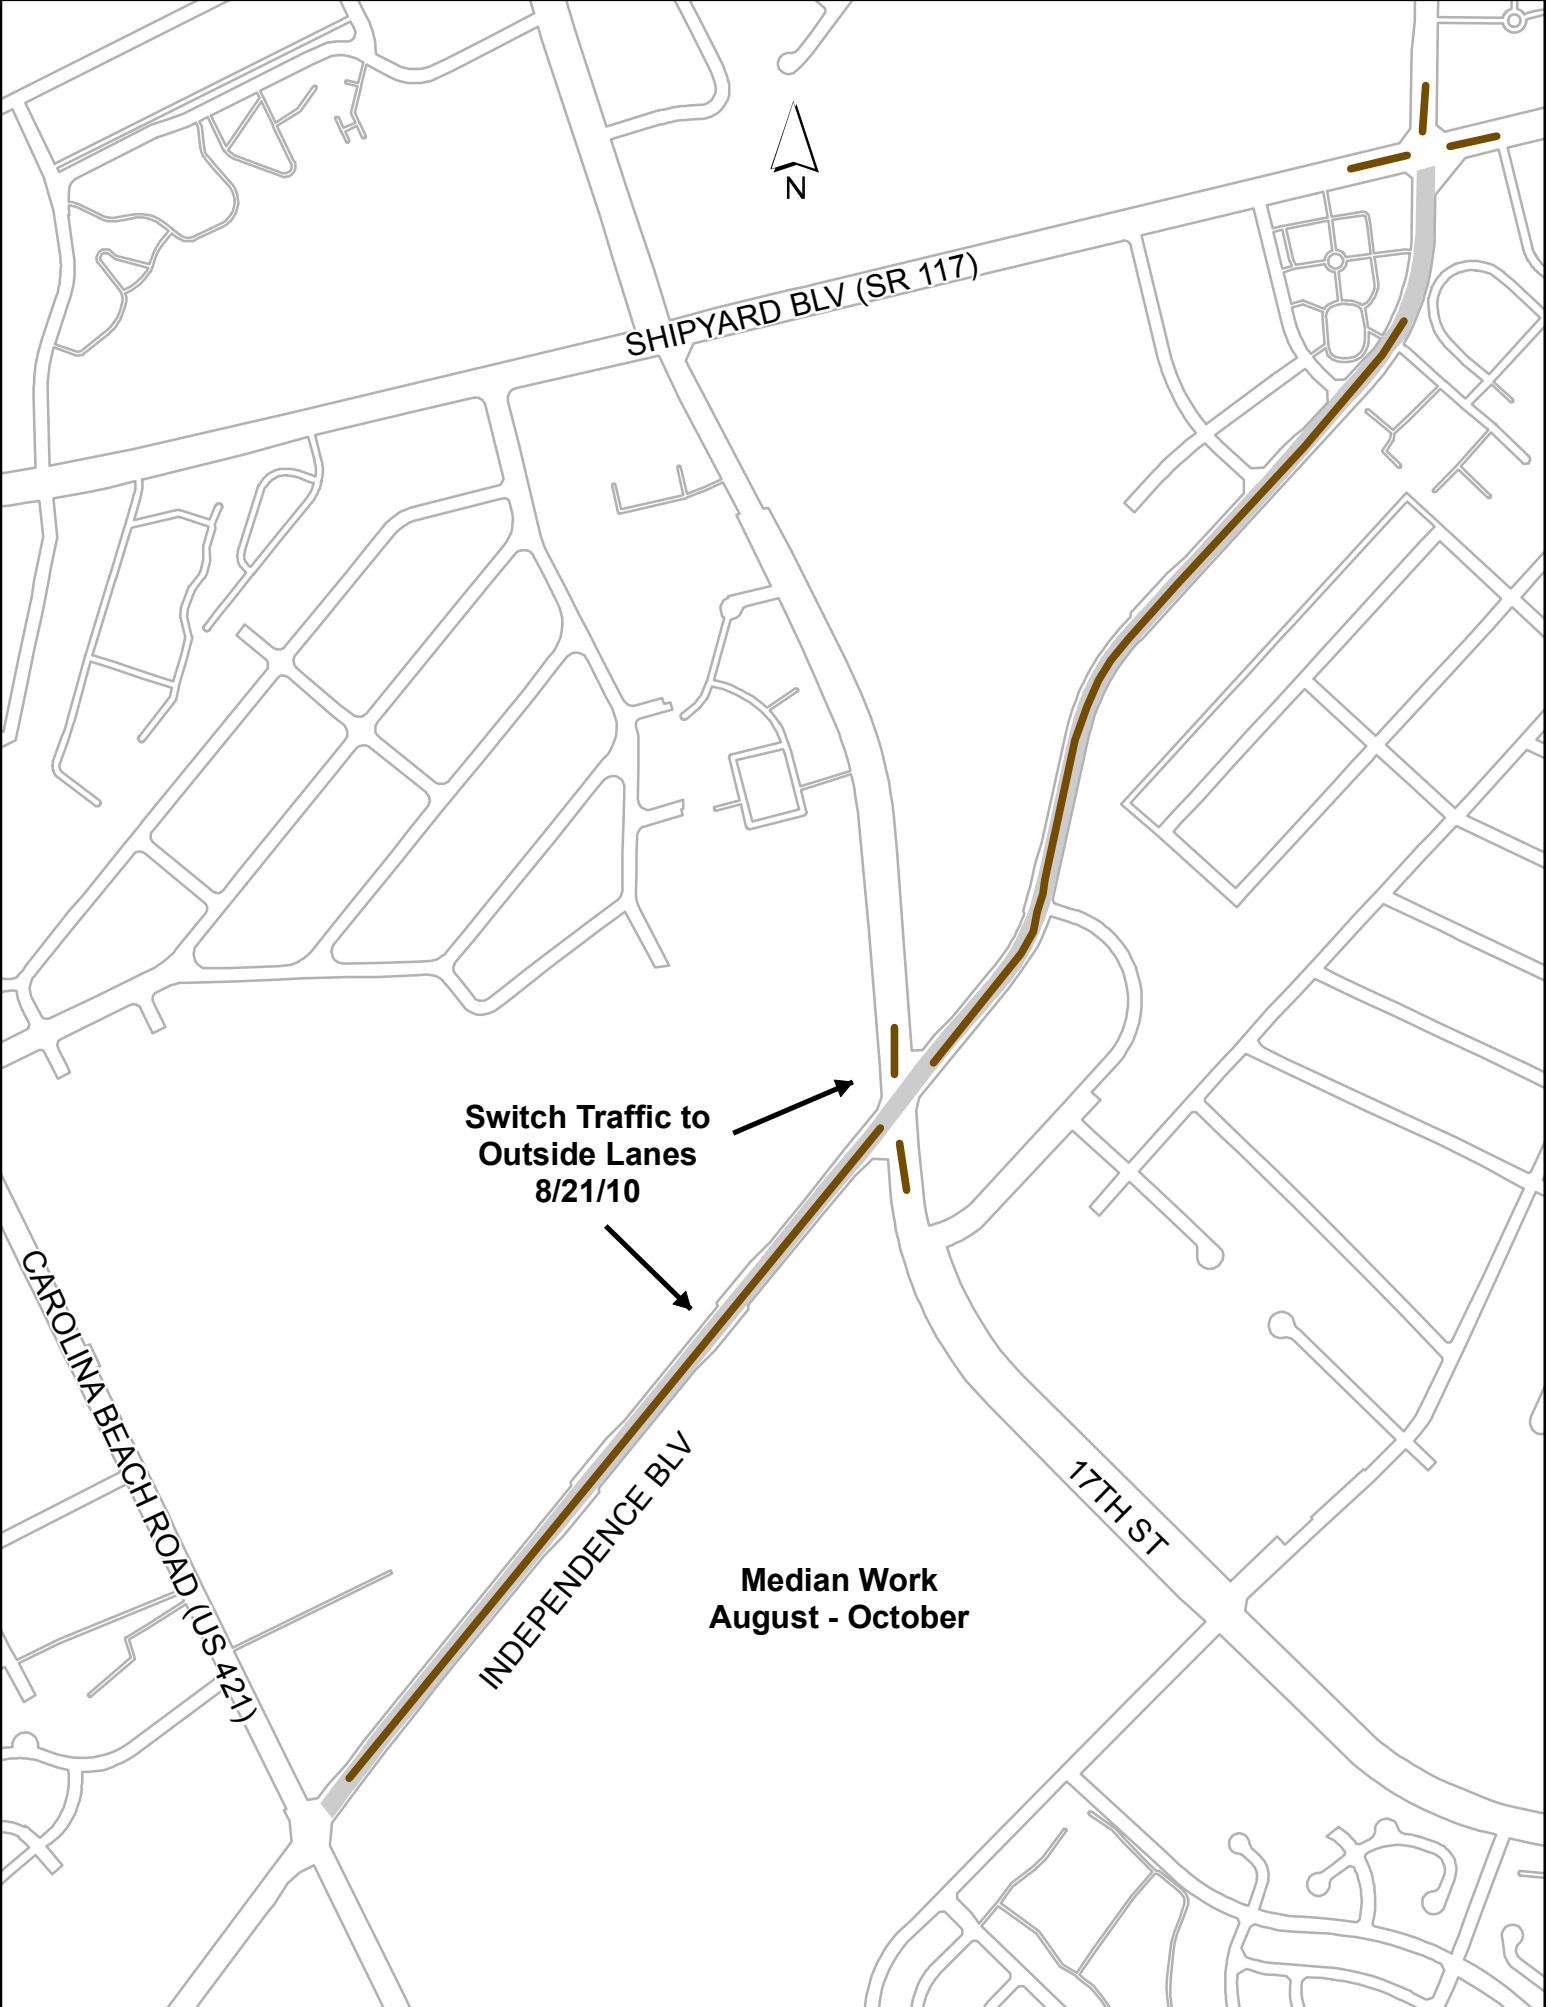 N
SHIPYARD BLV (SR 117)
Switch Traffic to
Outside Lanes
8/21/10
CAROLINA BEACH ROAD (US 421)
INDEPENDENCE BLV
17TH ST
Median Work
August - October